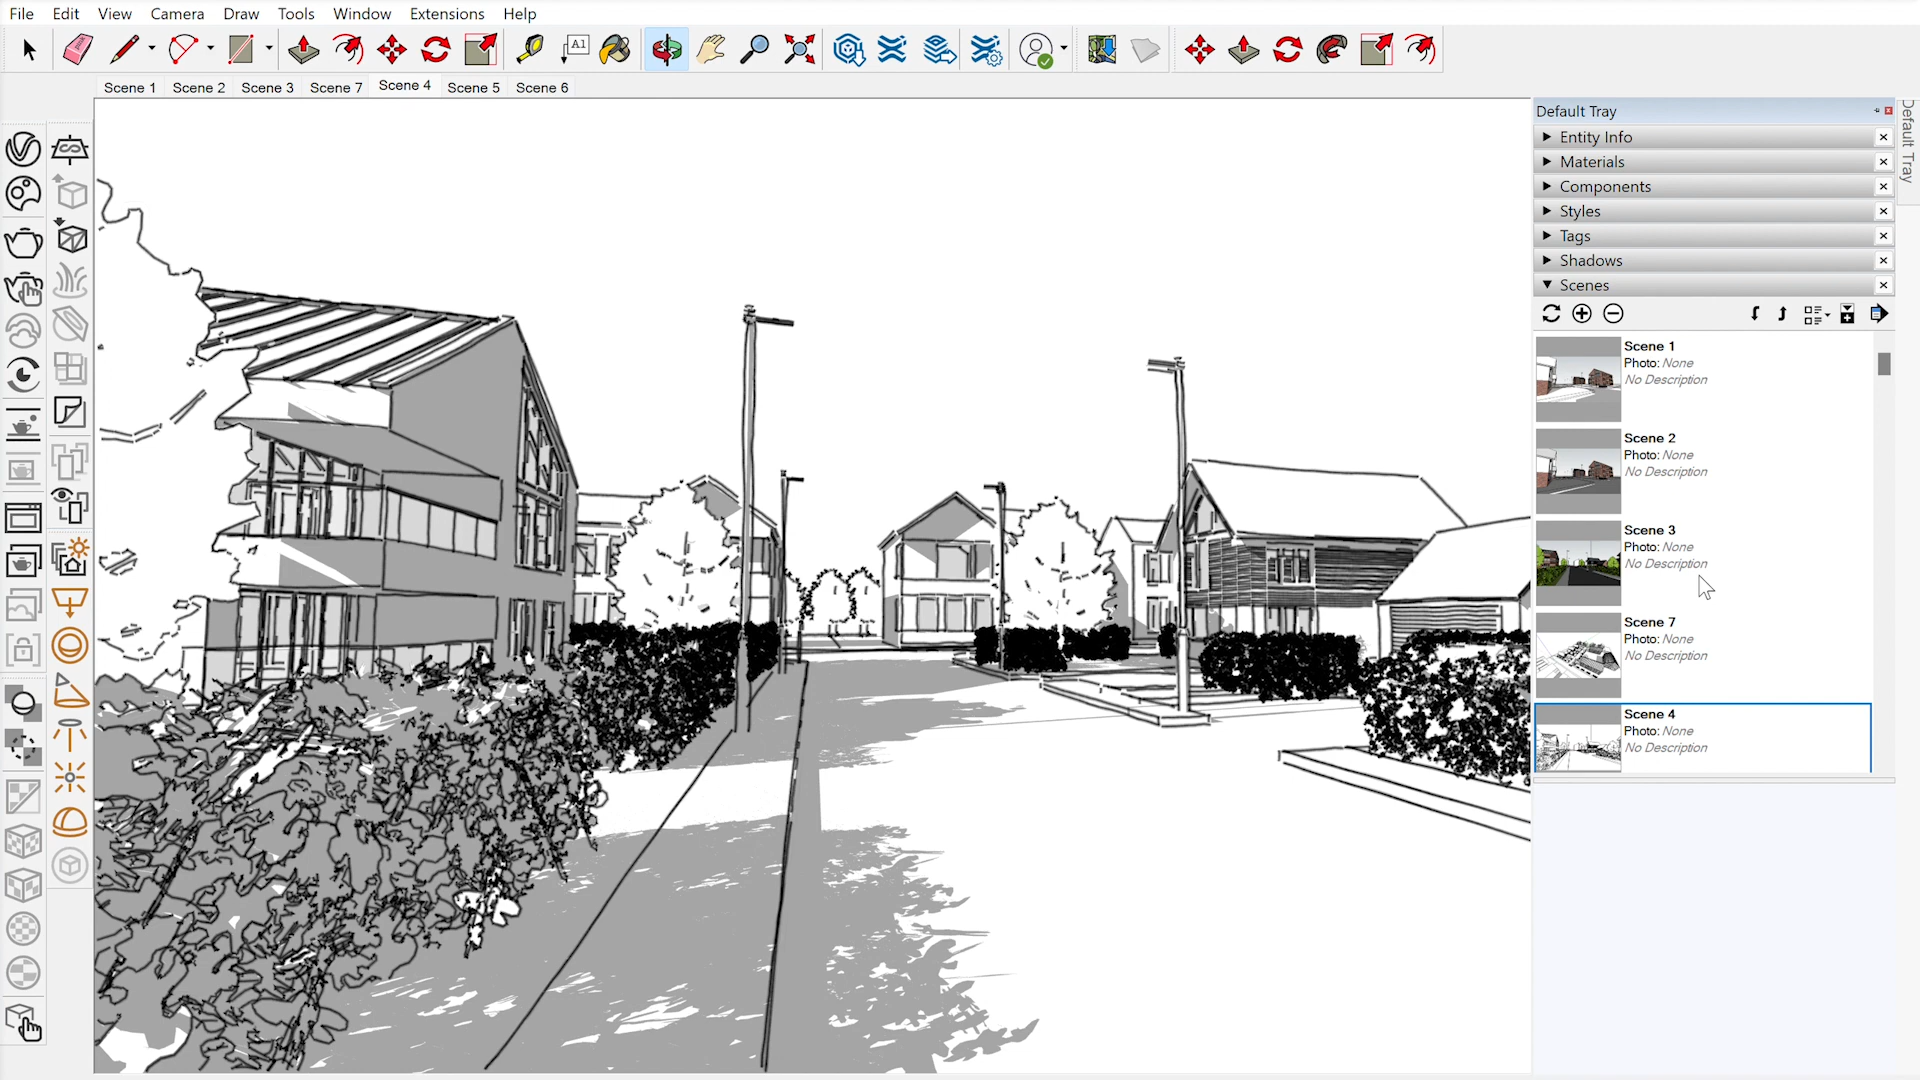 File Edit View Camera Draw Tools Window Extensions Help
A1
Scene 1 Scene 2 Scene 3 Scene 7 Scene 4 Scene 5 Scene 6
Default Tray
Default Tray
Entity Info
Materials
Components
Styles
Tags
Shadows
Scenes
Scene 1
Photo: None
No Description
Scene 2
Photo: None
No Description
Scene 3
Photo: None
No Description
Scene 7
Photo: None
No Description
Scene 4
Photo: None
No Description